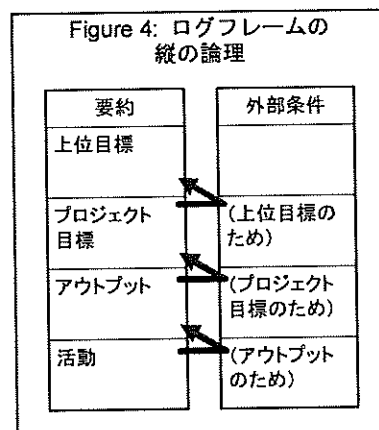 Figure 4: ログフレームの
縦の論理
要約
外部条件
上位目標
プロジェクト
目標
(上位目標の
ため)
アウトプット
(プロジェクト
目標のため)
活動
(アウトプット
のため)